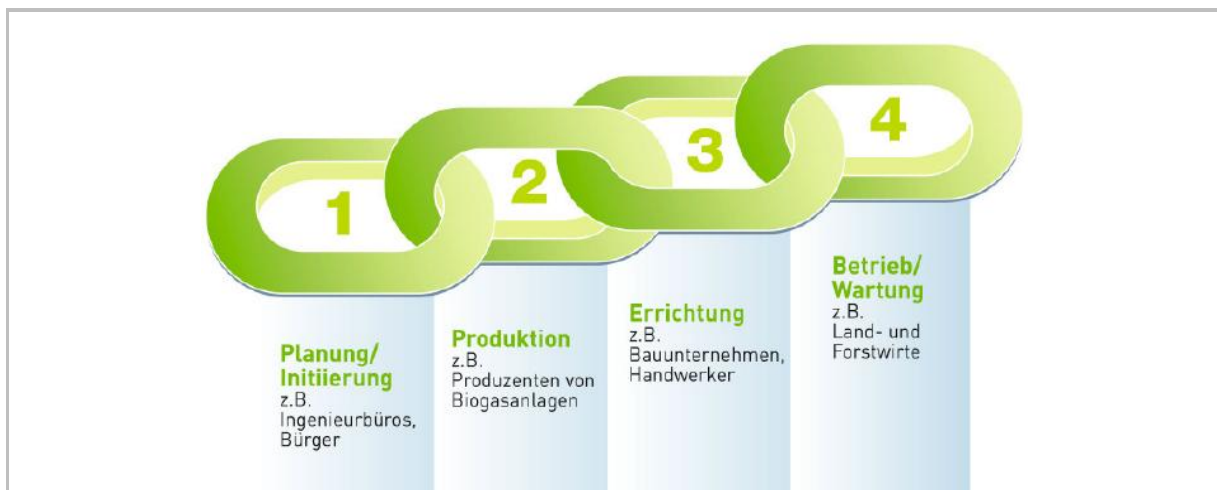 1
Planung/
Initiierung
z.B.
Ingenieurbüros,
Bürger
2
Produktion
z.B.
Produzenten von
Biogasanlagen
3
Errichtung
z.B.
Bauunternehmen,
Handwerker
4
Betrieb/
Wartung
z.B.
Land- und
Forstwirte